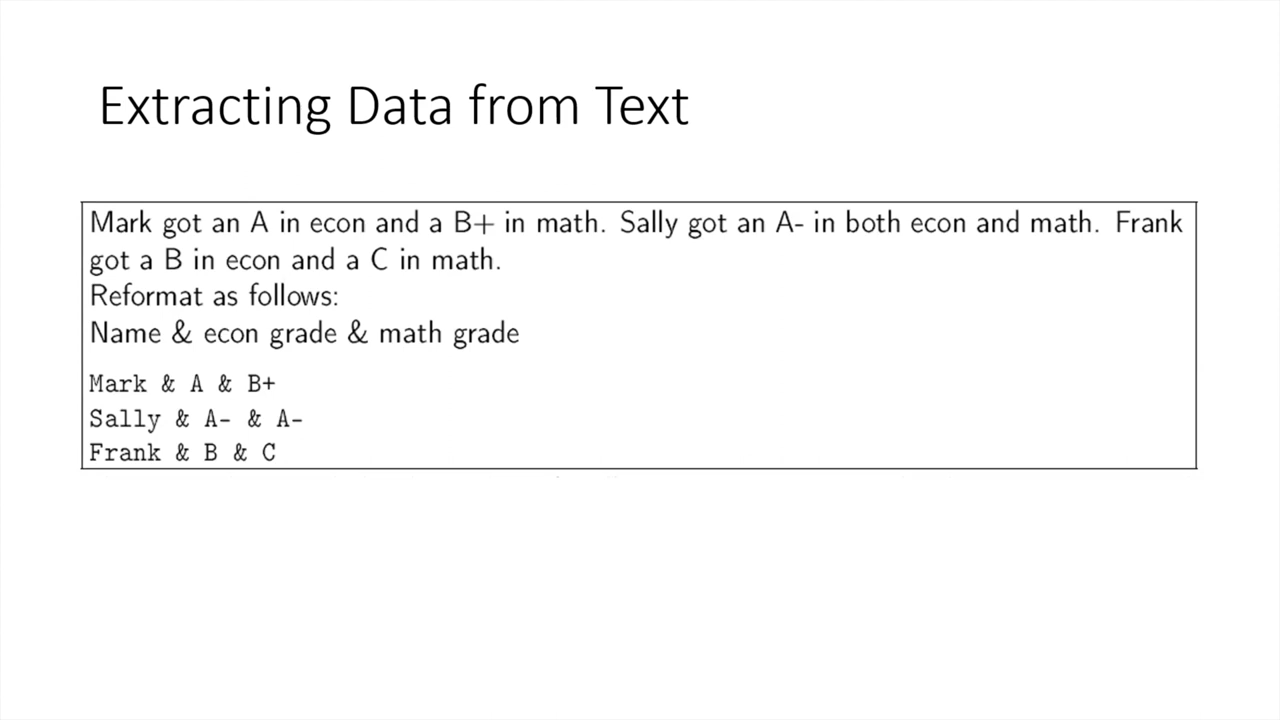 Extracting Data from Text
Mark got an A in econ and a B+ in math. Sally got an A- in both econ and math. Frank
got a B in econ and a C in math.
Reformat as follows:
Name & econ grade & math grade
Mark & A & B+
Sally & A- & A-
Frank & B & C